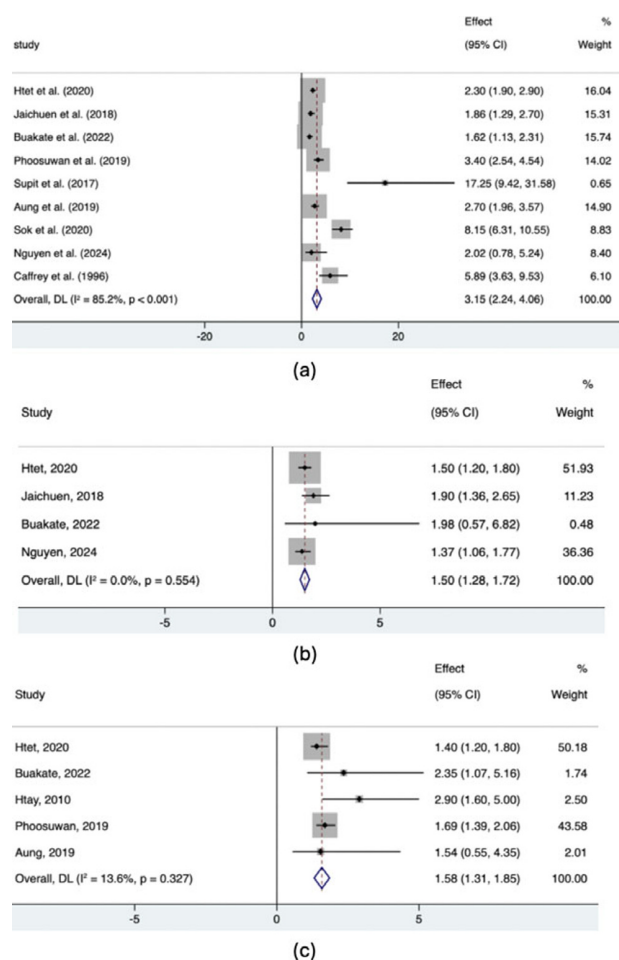 Effect %
study (95% CI) Weight
Htet et al. (2020) 2.30 (1.90, 2.90) 16.04
Jaichuen et al. (2018) 1.86 (1.29, 2.70) 15.31
Buakate et al. (2022) 1.62 (1.13, 2.31) 15.74
Phoosuwan et al. (2019) 3.40 (2.54, 4.54) 14.02
Supit et al. (2017) 17.25 (9.42, 31.58) 0.65
Aung et al. (2019) 2.70 (1.96, 3.57) 14.90
Sok et al. (2020) 8.15 (6.31, 10.55) 8.83
Nguyen et al. (2024) 2.02 (0.78, 5.24) 8.40
Caffrey et al. (1996) 5.89 (3.63, 9.53) 6.10
Overall, DL (I² = 85.2%, p < 0.001) 3.15 (2.24, 4.06) 100.00
-20 0 20
(a)
Effect %
Study (95% CI) Weight
Htet, 2020 1.50 (1.20, 1.80) 51.93
Jaichuen, 2018 1.90 (1.36, 2.65) 11.23
Buakate, 2022 1.98 (0.57, 6.82) 0.48
Nguyen, 2024 1.37 (1.06, 1.77) 36.36
Overall, DL (I² = 0.0%, p = 0.554) 1.50 (1.28, 1.72) 100.00
-5 0 5
(b)
Effect %
Study (95% CI) Weight
Htet, 2020 1.40 (1.20, 1.80) 50.18
Buakate, 2022 2.35 (1.07, 5.16) 1.74
Htay, 2010 2.90 (1.60, 5.00) 2.50
Phoosuwan, 2019 1.69 (1.39, 2.06) 43.58
Aung, 2019 1.54 (0.55, 4.35) 2.01
Overall, DL (I² = 13.6%, p = 0.327) 1.58 (1.31, 1.85) 100.00
-5 0 5
(c)